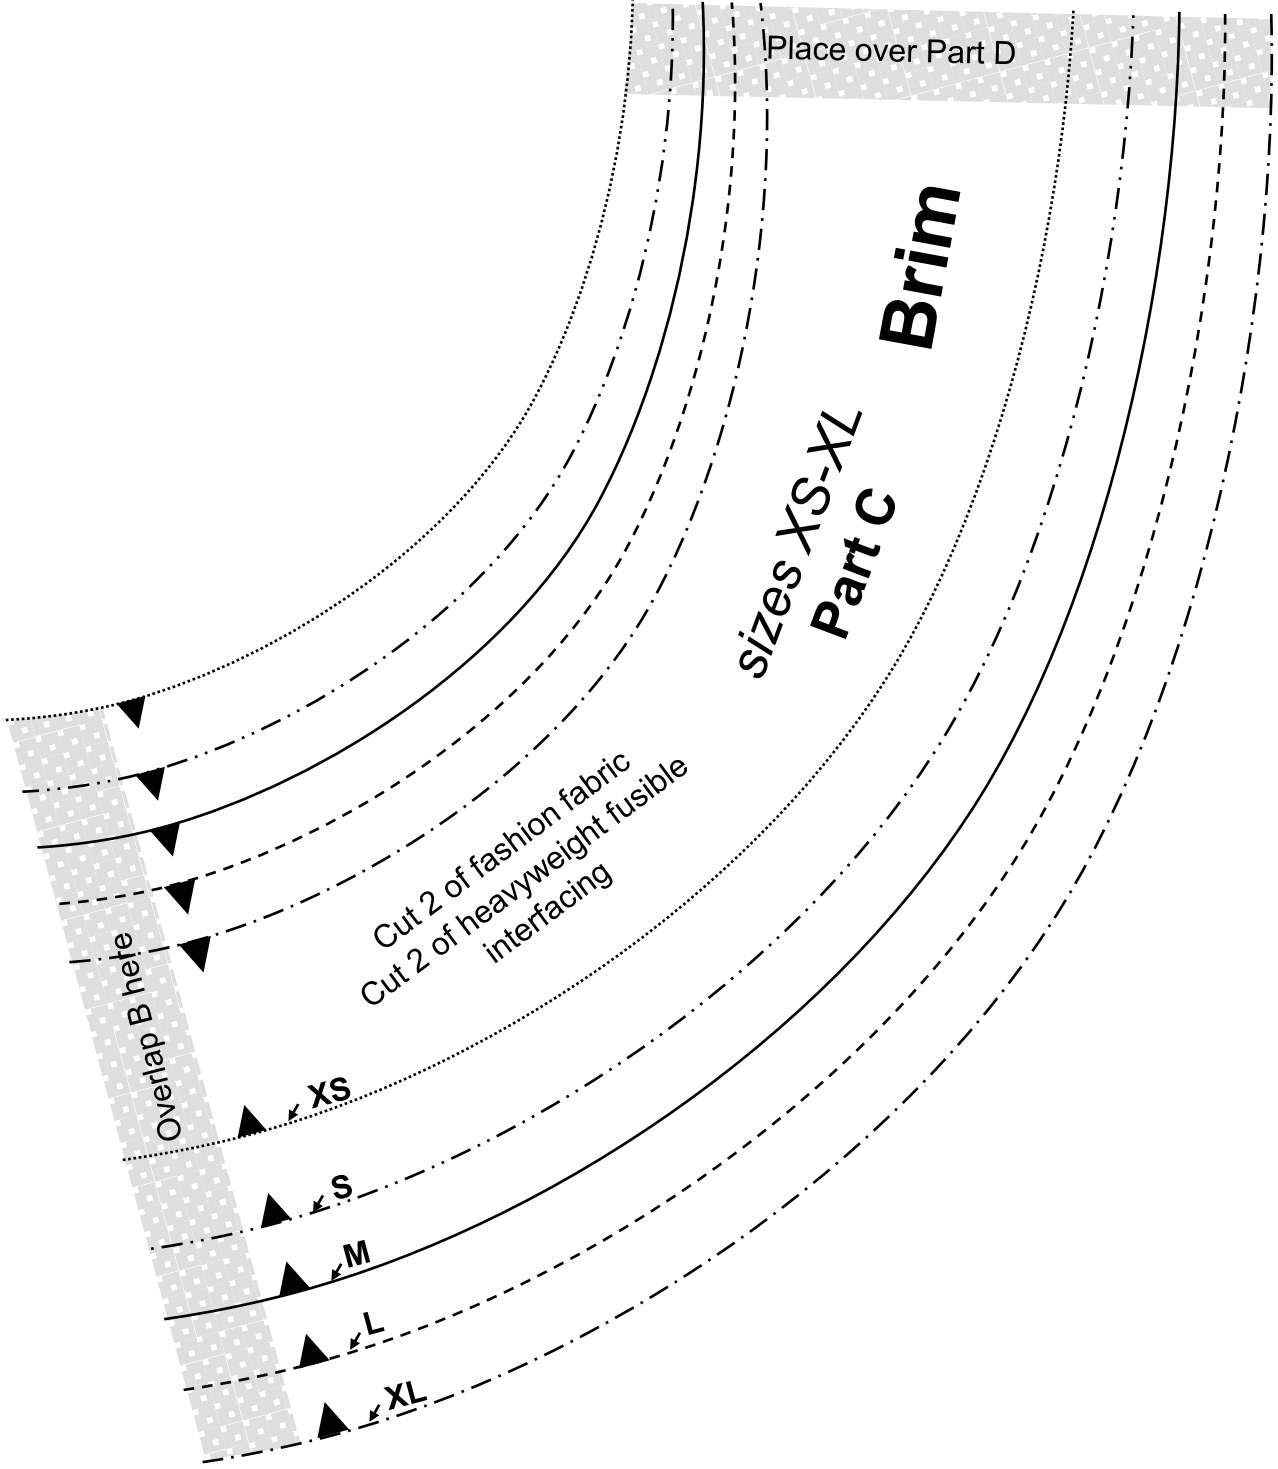 Place over Part D
Brim
sizes XS-XL
Part C
Cut 2 of fashion fabric
Cut 2 of heavyweight fusible
interfacing
Overlap B here
XS
S
M
L
XL